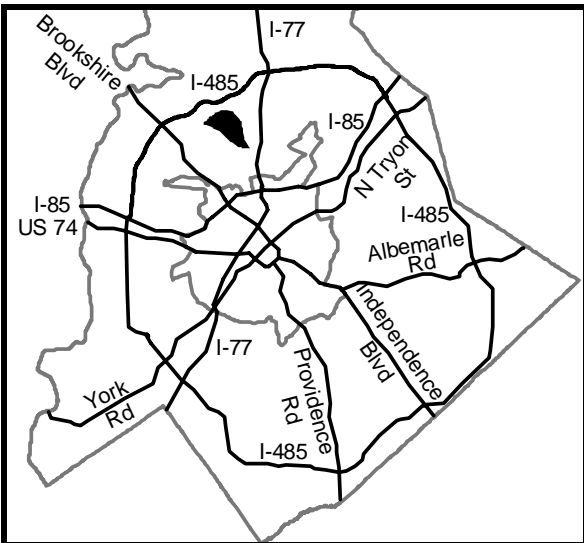 I-77
Brookshire
Blvd
I-485
I-85
N Tryon
St
I-85
US 74
I-485
Albemarle
Rd
Independence
Blvd
I-77
Providence
Rd
York
Rd
I-485